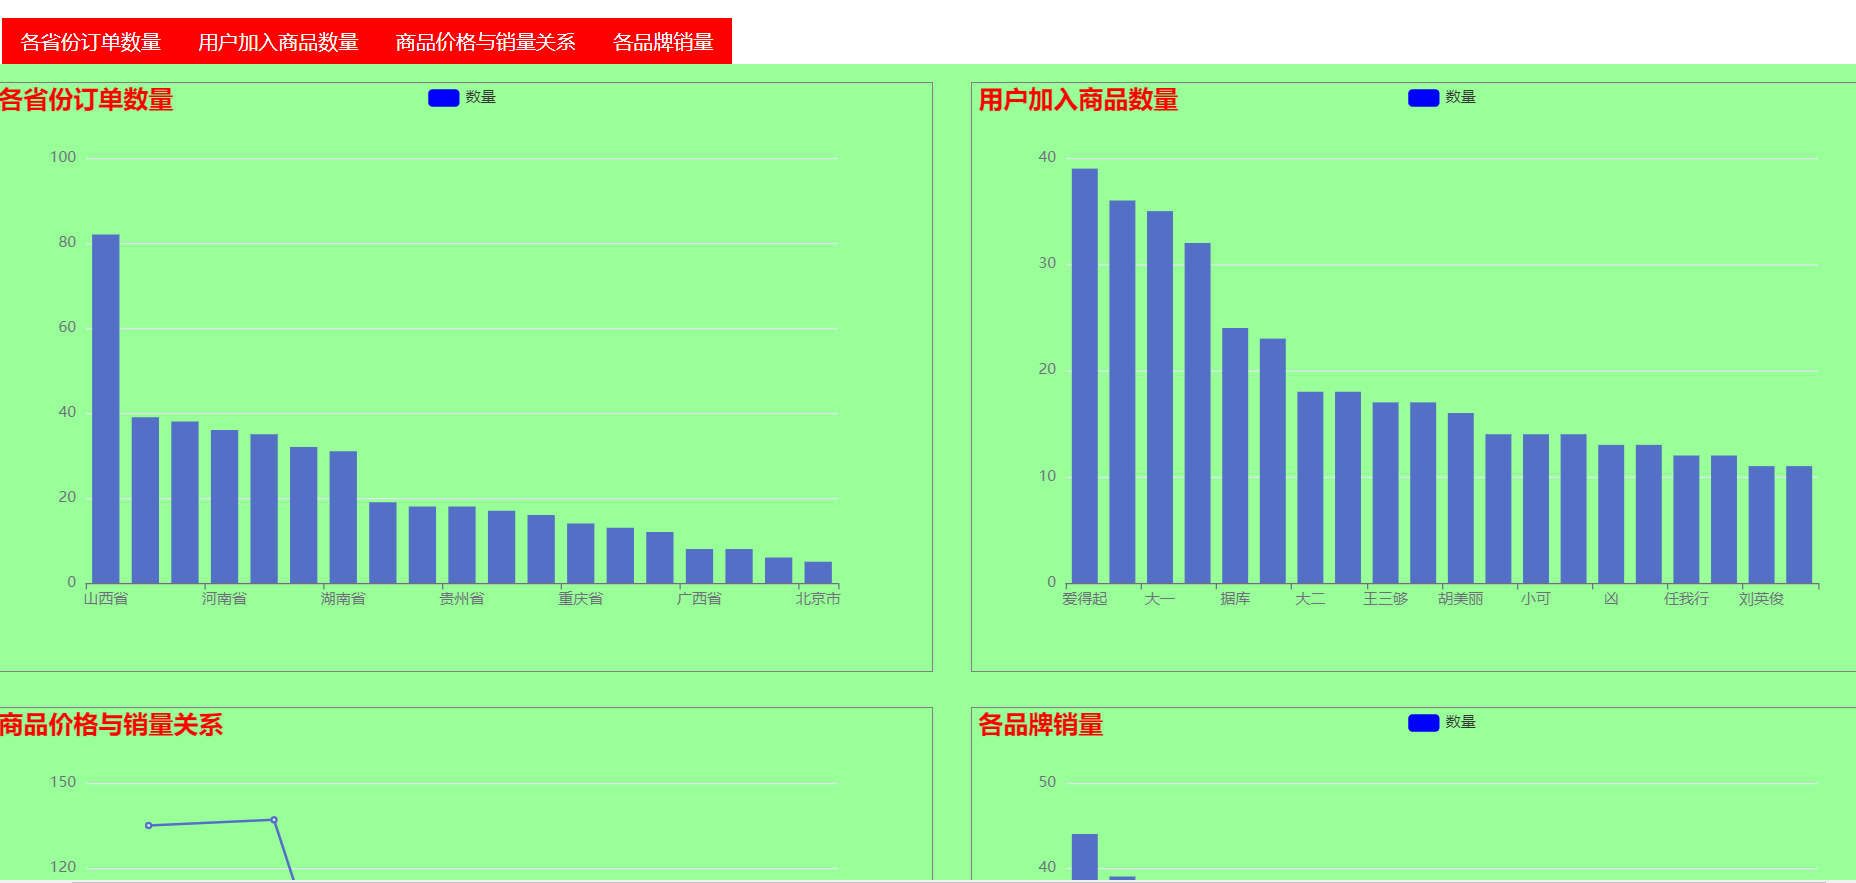 各省份订单数量 用户加入商品数量 商品价格与销量关系 各品牌销量
各省份订单数量
数量
100
80
60
40
20
0
山西省 河南省 湖南省 贵州省 重庆省 广西省 北京市
用户加入商品数量
数量
40
30
20
10
0
爱得起 大一 据库 大二 王三够 胡美丽 小可 凶 任我行 刘英俊
商品价格与销量关系
150
120
各品牌销量
数量
50
40